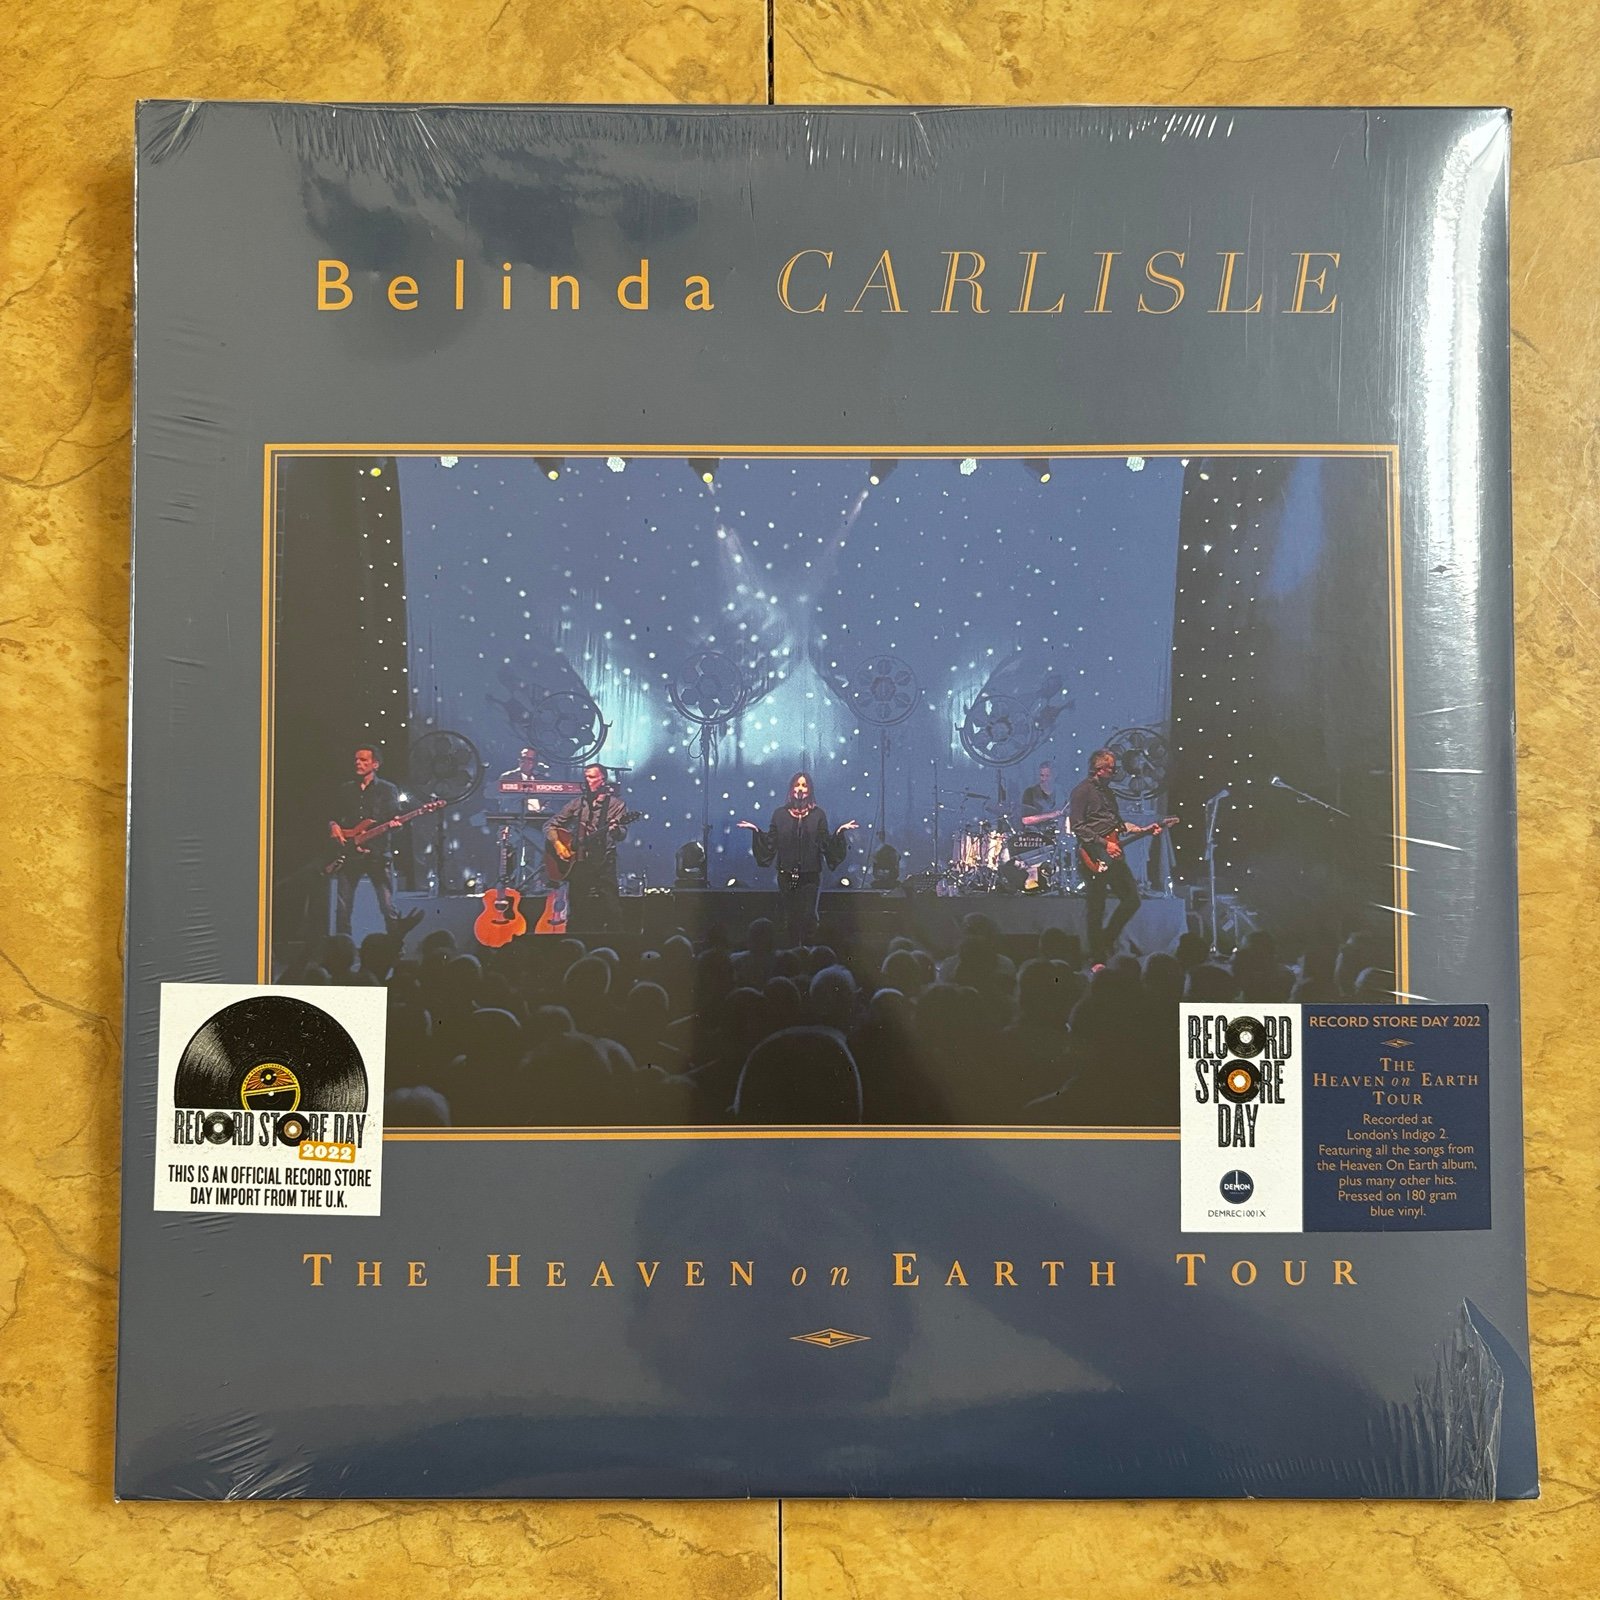 Belinda CARLISLE
KORG KRONOS
Belinda
CARLISLE
RECORD STORE DAY
2022
THIS IS AN OFFICIAL RECORD STORE
DAY IMPORT FROM THE U.K.
RECORD
STORE
DAY
DEMON
DEMREC1001X
RECORD STORE DAY 2022
THE
HEAVEN on EARTH
TOUR
Recorded at
London's Indigo 2.
Featuring all the songs from
the Heaven On Earth album,
plus many other hits.
Pressed on 180 gram
blue vinyl.
THE HEAVEN on EARTH TOUR